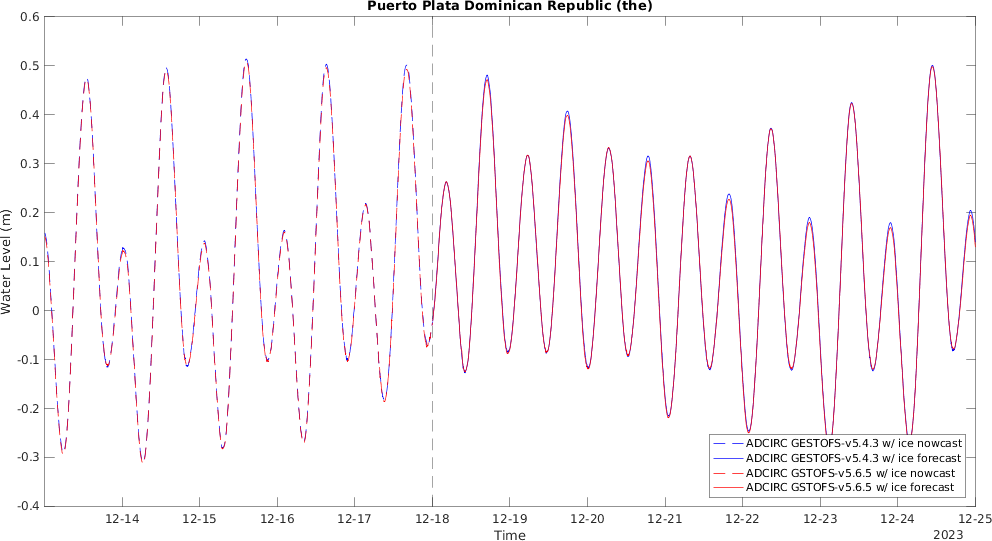 Puerto Plata Dominican Republic (the)
0.6
0.5
0.4
0.3
0.2
0.1
0
-0.1
-0.2
-0.3
-0.4
Water Level (m)
ADCIRC GESTOFS-v5.4.3 w/ ice nowcast
ADCIRC GESTOFS-v5.4.3 w/ ice forecast
ADCIRC GSTOFS-v5.6.5 w/ ice nowcast
ADCIRC GSTOFS-v5.6.5 w/ ice forecast
12-14 12-15 12-16 12-17 12-18 12-19 12-20 12-21 12-22 12-23 12-24 12-25
Time
2023